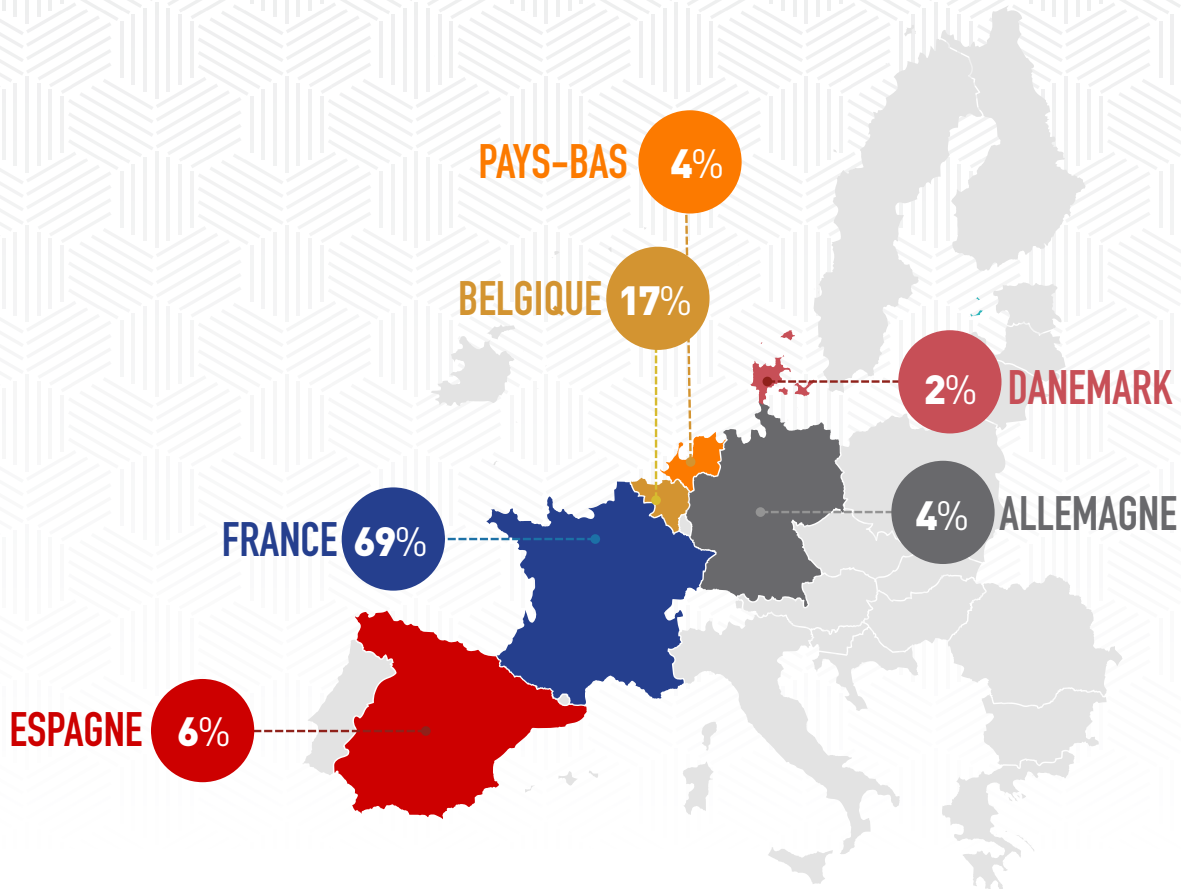 PAYS-BAS 4%
BELGIQUE 17%
2% DANEMARK
4% ALLEMAGNE
FRANCE 69%
ESPAGNE 6%